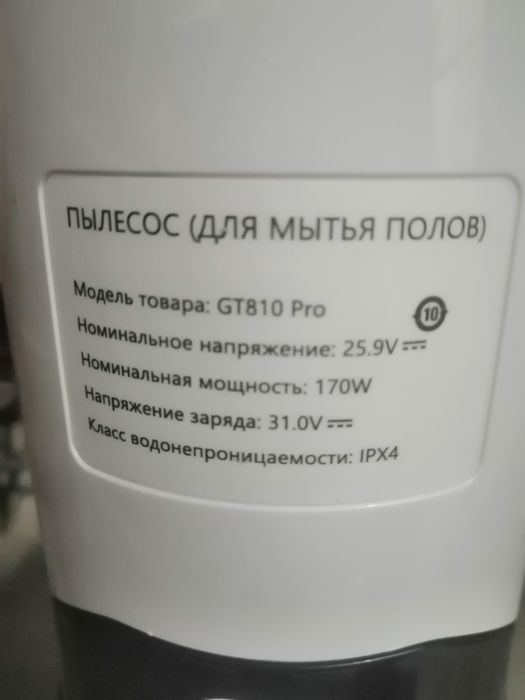 ПЫЛЕСОС (ДЛЯ МЫТЬЯ ПОЛОВ)
Модель товара: GT810 Pro
10
Номинальное напряжение: 25.9V ⎓
Номинальная мощность: 170W
Напряжение заряда: 31.0V ⎓
Класс водонепроницаемости: IPX4